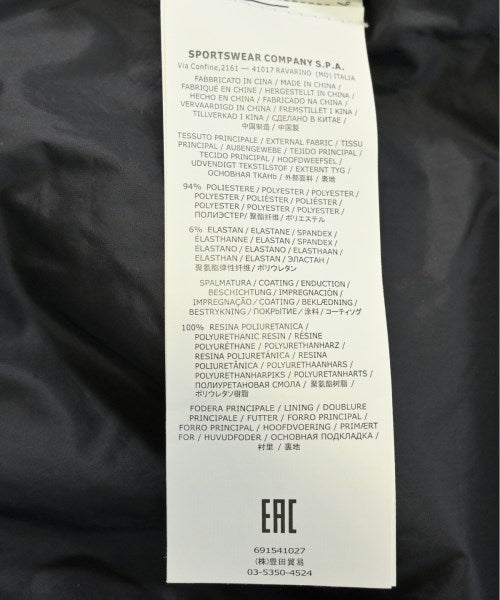 SPORTSWEAR COMPANY S.P.A.
Via Confine,2161 — 41017 RAVARINO (MO) ITALIA
FABBRICATO IN CINA / MADE IN CHINA /
FABRIQUÉ EN CHINE / HERGESTELLT IN CHINA /
HECHO EN CHINA / FABRICADO NA CHINA /
VERVAARDIGD IN CHINA / FREMSTILLET I KINA /
TILLVERKAD I KINA / СДЕЛАНО В КИТАЕ /
中国制造 / 中国製
TESSUTO PRINCIPALE / EXTERNAL FABRIC / TISSU
PRINCIPAL / AUßENGEWEBE / TEJIDO PRINCIPAL /
TECIDO PRINCIPAL / HOOFDWEEFSEL /
UDVENDIGT TEKSTILSTOF / EXTERNT TYG /
ОСНОВНАЯ ТКАНЬ / 外部面料 / 表地
94% POLIESTERE / POLYESTER / POLYESTER /
POLYESTER / POLIÉSTER / POLIÉSTER /
POLYESTER / POLYESTER / POLYESTER /
ПОЛИЭСТЕР/ 聚酯纤维/ ポリエステル
6% ELASTAN / ELASTANE / SPANDEX /
ÉLASTHANNE / ELASTAN / SPANDEX /
ELASTANO / ELASTANO / ELASTHAAN /
ELASTHAN / ELASTAN / ЭЛАСТАН /
聚氨酯弹性纤维/ ポリウレタン
SPALMATURA / COATING / ENDUCTION /
BESCHICHTUNG / IMPREGNACIÓN /
IMPREGNAÇÃO / COATING / BEKLÆDNING /
BESTRYKNING / ПОКРЫТИЕ / 涂料 / コーティング
100% RESINA POLIURETANICA /
POLYURETHANIC RESIN / RÉSINE
POLYURÉTHANE / POLYURETHANHARZ /
RESINA POLIURETÁNICA / RESINA
POLIURETÂNICA / POLYURETHAANHARS /
POLYURETHANHARPIKS / POLYURETANHARTS /
ПОЛИУРЕТАНОВАЯ СМОЛА / 聚氨酯树脂 /
ポリウレタン樹脂
FODERA PRINCIPALE / LINING / DOUBLURE
PRINCIPALE / FUTTER / FORRO PRINCIPAL /
FORRO PRINCIPAL / HOOFDVOERING / PRIMÆRT
FOR / HUVUDFODER / ОСНОВНАЯ ПОДКЛАДКА /
衬里 / 裏地
EAC
691541027
(株)豊田貿易
03-5350-4524